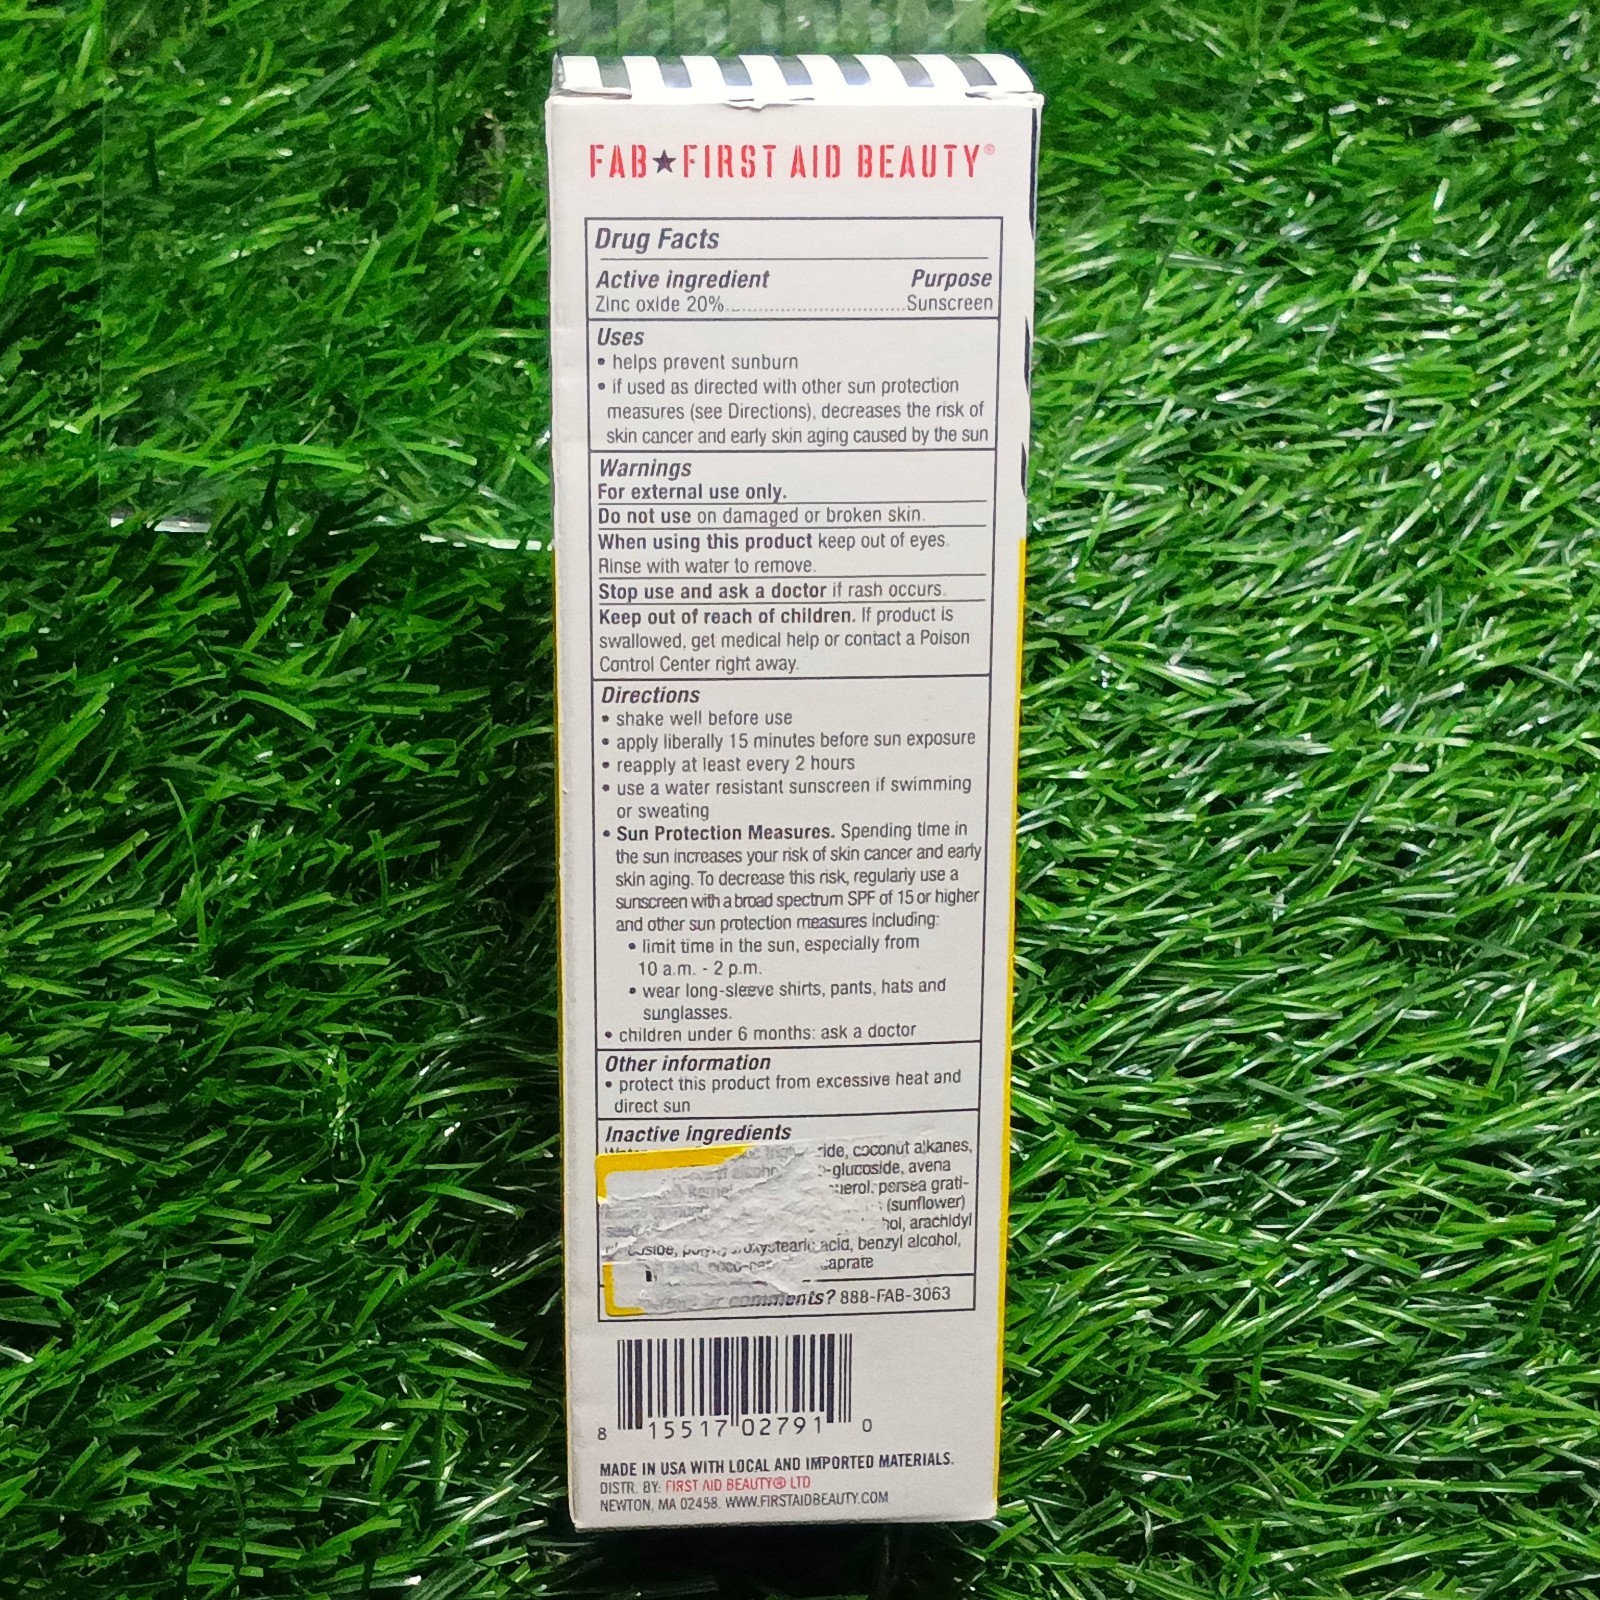 FAB★FIRST AID BEAUTY®
Drug Facts
Active ingredient Purpose
Zinc oxide 20%..............................Sunscreen
Uses
• helps prevent sunburn
• if used as directed with other sun protection
measures (see Directions), decreases the risk of
skin cancer and early skin aging caused by the sun
Warnings
For external use only.
Do not use on damaged or broken skin.
When using this product keep out of eyes.
Rinse with water to remove.
Stop use and ask a doctor if rash occurs.
Keep out of reach of children. If product is
swallowed, get medical help or contact a Poison
Control Center right away.
Directions
• shake well before use
• apply liberally 15 minutes before sun exposure
• reapply at least every 2 hours
• use a water resistant sunscreen if swimming
or sweating
• Sun Protection Measures. Spending time in
the sun increases your risk of skin cancer and early
skin aging. To decrease this risk, regularly use a
sunscreen with a broad spectrum SPF of 15 or higher
and other sun protection measures including:
• limit time in the sun, especially from
10 a.m. - 2 p.m.
• wear long-sleeve shirts, pants, hats and
sunglasses.
• children under 6 months: ask a doctor
Other information
• protect this product from excessive heat and
direct sun
Inactive ingredients
coconut alkanes,
avena
persea grati-
(sunflower)
arachidyl
acid, benzyl alcohol,
comments? 888-FAB-3063
8 15517 02791 0
MADE IN USA WITH LOCAL AND IMPORTED MATERIALS.
DISTR. BY: FIRST AID BEAUTY® LTD
NEWTON, MA 02458. WWW.FIRSTAIDBEAUTY.COM